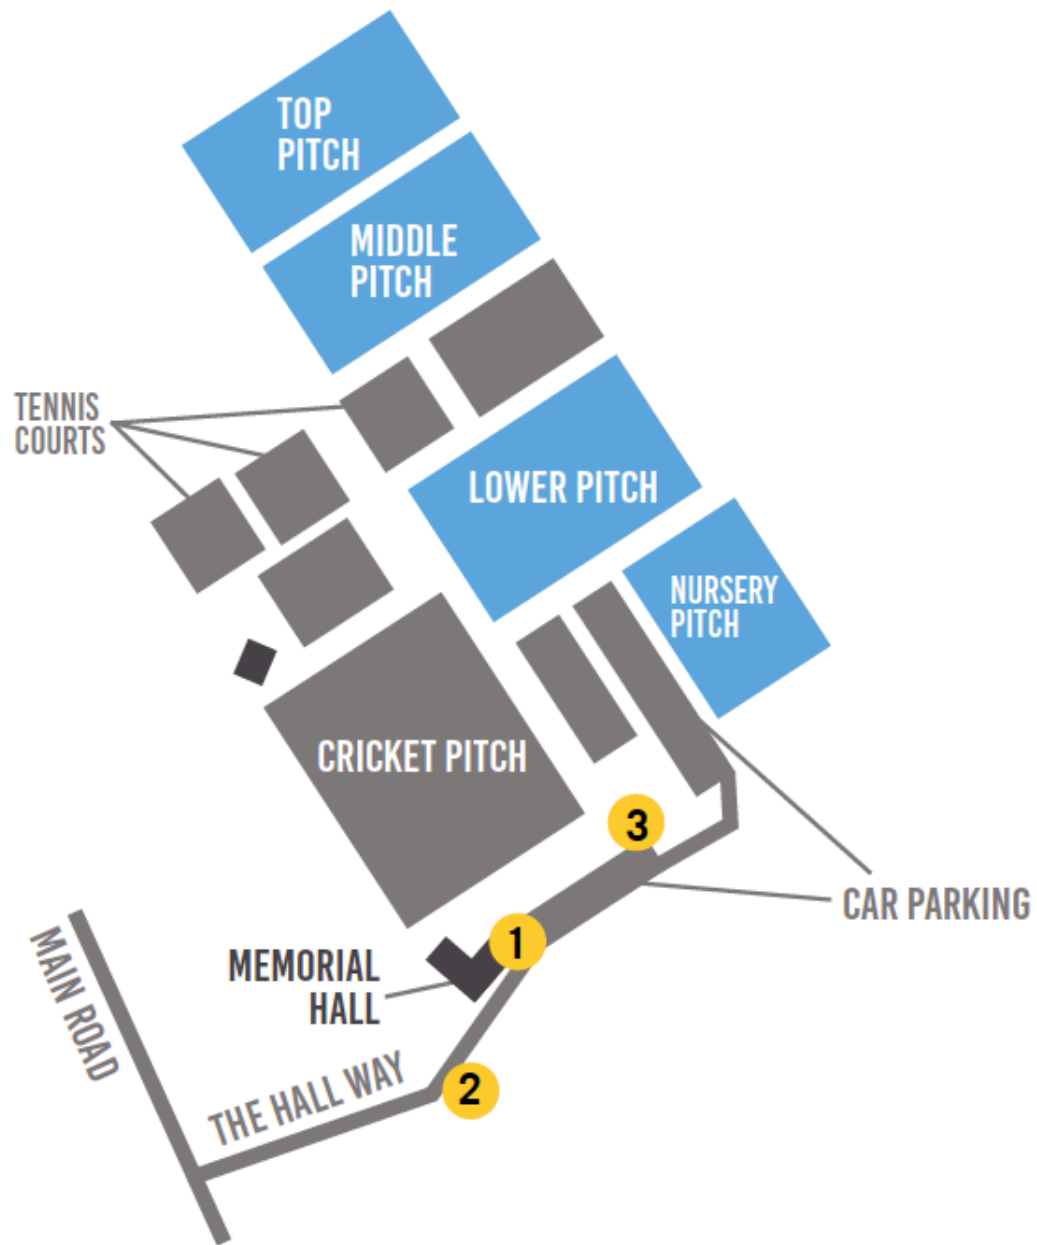 TOP
PITCH
MIDDLE
PITCH
TENNIS
COURTS
LOWER PITCH
NURSERY
PITCH
CRICKET PITCH
3
CAR PARKING
1
MEMORIAL
HALL
MAIN ROAD
THE HALL WAY
2